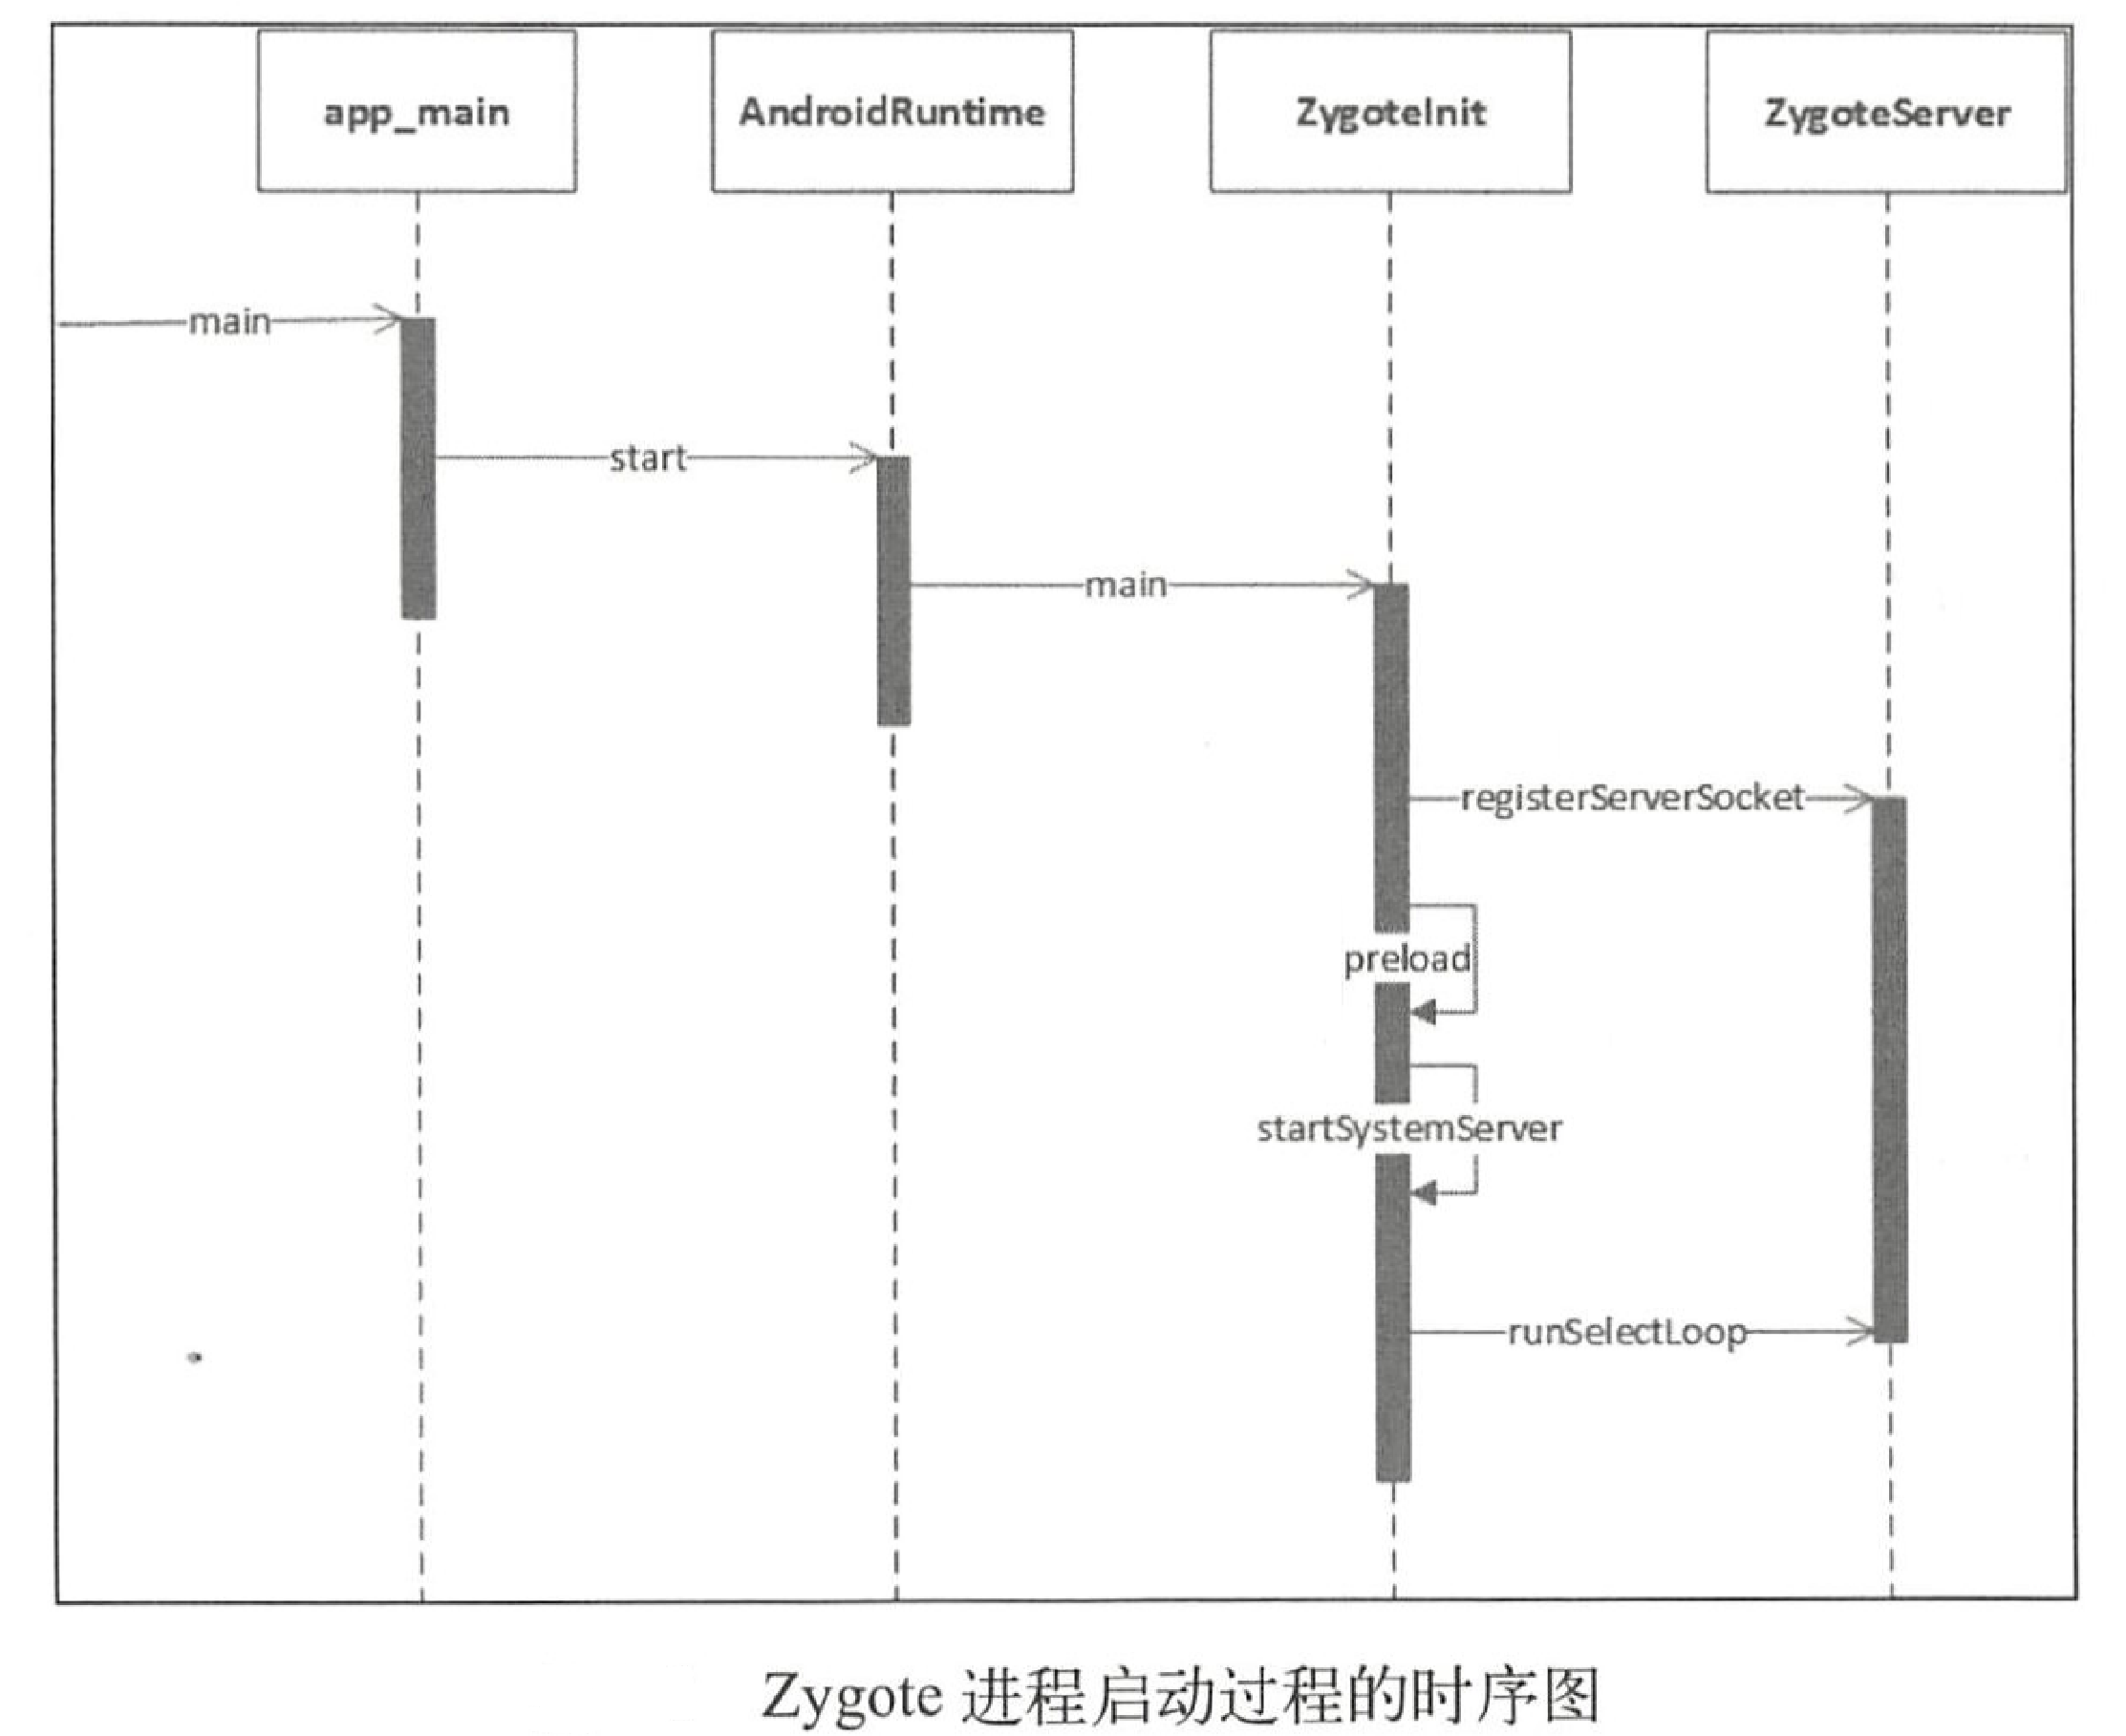 app_main
AndroidRuntime
ZygoteInit
ZygoteServer
main
start
main
registerServerSocket
preload
startSystemServer
runSelectLoop
Zygote 进程启动过程的时序图